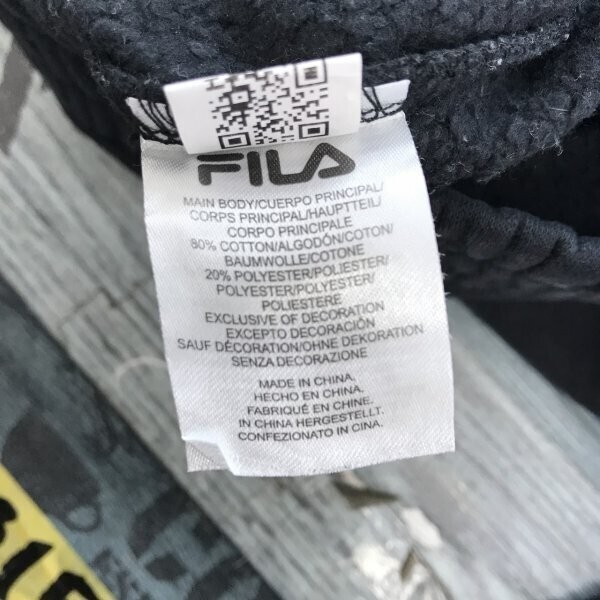 FILA
MAIN BODY/CUERPO PRINCIPAL/
CORPS PRINCIPAL/HAUPTTEIL/
CORPO PRINCIPALE
80% COTTON/ALGODÓN/COTON/
BAUMWOLLE/COTONE
20% POLYESTER/POLIESTER/
POLYESTER/POLYESTER/
POLIESTERE
EXCLUSIVE OF DECORATION
EXCEPTO DECORACIÓN
SAUF DÉCORATION/OHNE DEKORATION
SENZA DECORAZIONE
MADE IN CHINA.
HECHO EN CHINA.
FABRIQUÉ EN CHINE.
IN CHINA HERGESTELLT.
CONFEZIONATO IN CINA.